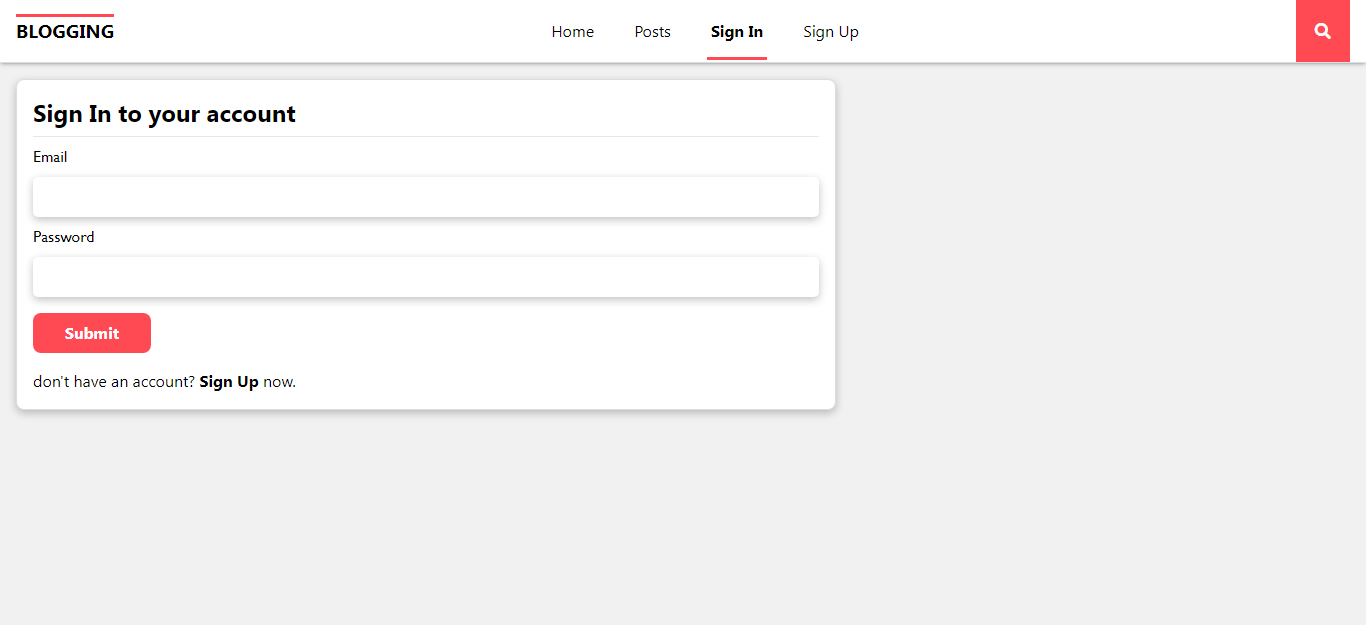 BLOGGING
Home Posts Sign In Sign Up
Sign In to your account
Email
Password
Submit
don't have an account? Sign Up now.